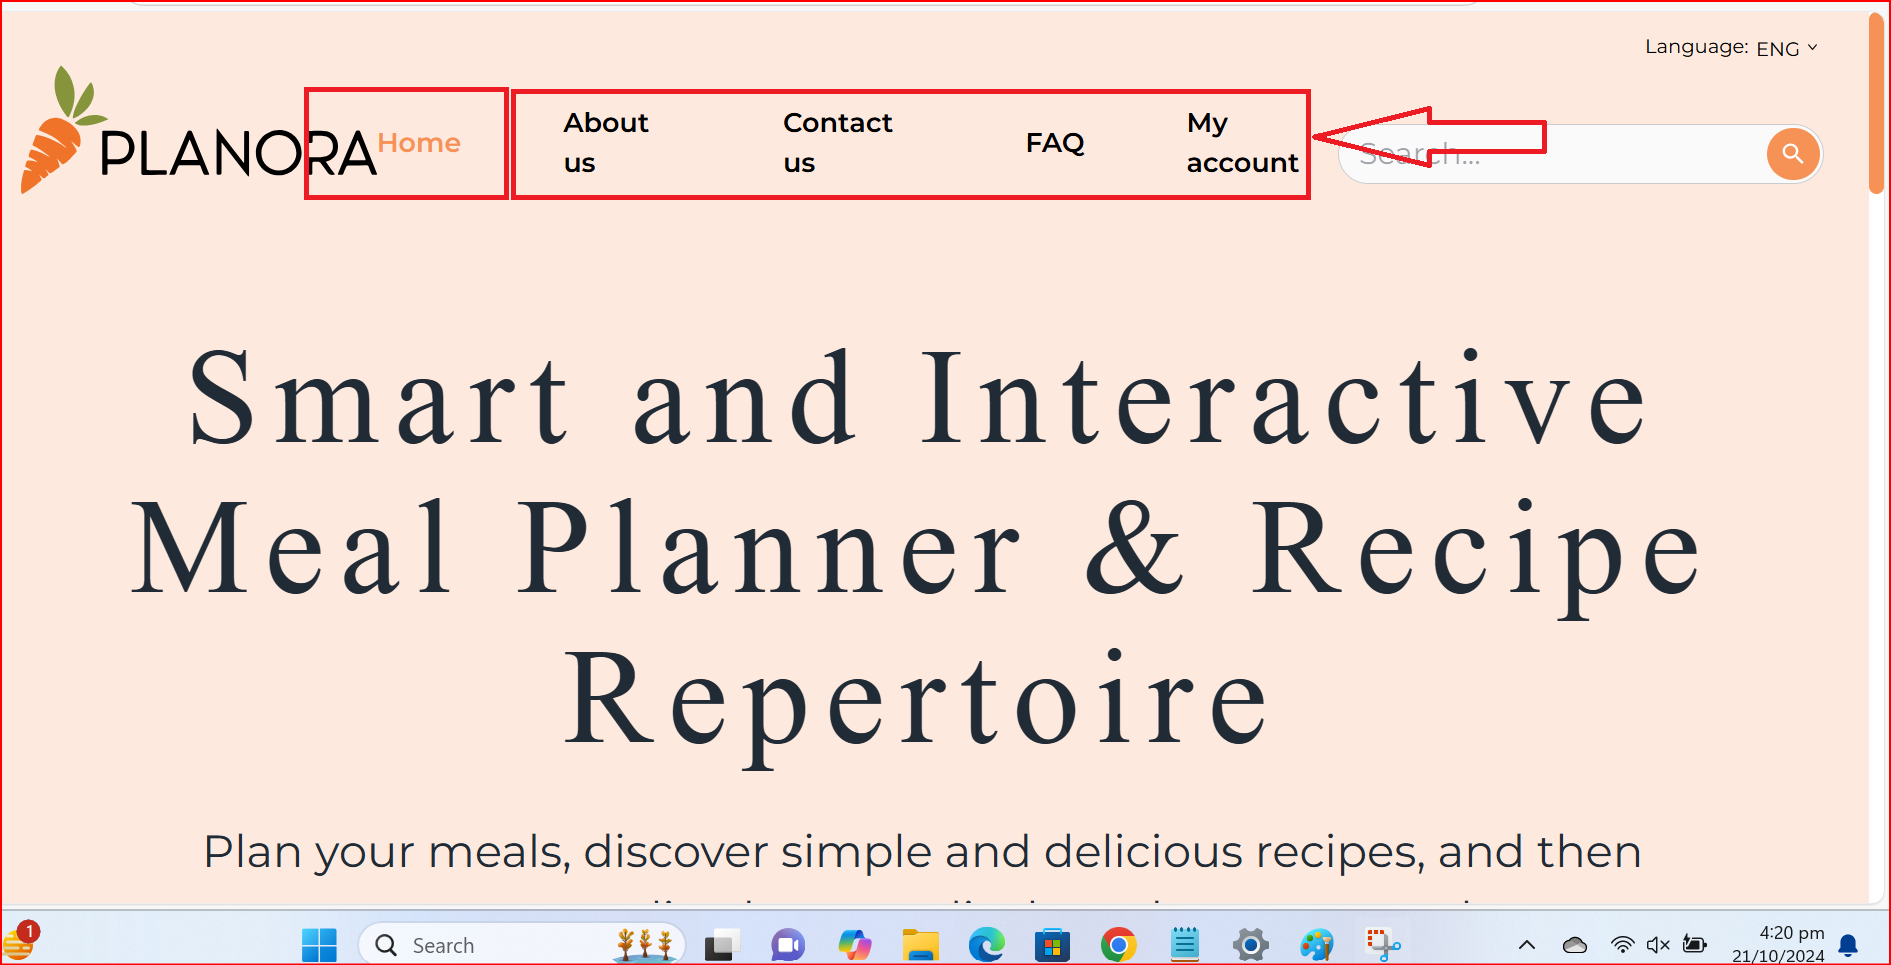 Language: ENG
PLANORA
Home
About us
Contact us
FAQ
My account
Search...
Smart and Interactive
Meal Planner & Recipe
Repertoire
Plan your meals, discover simple and delicious recipes, and then
1
Search
4:20 pm
21/10/2024